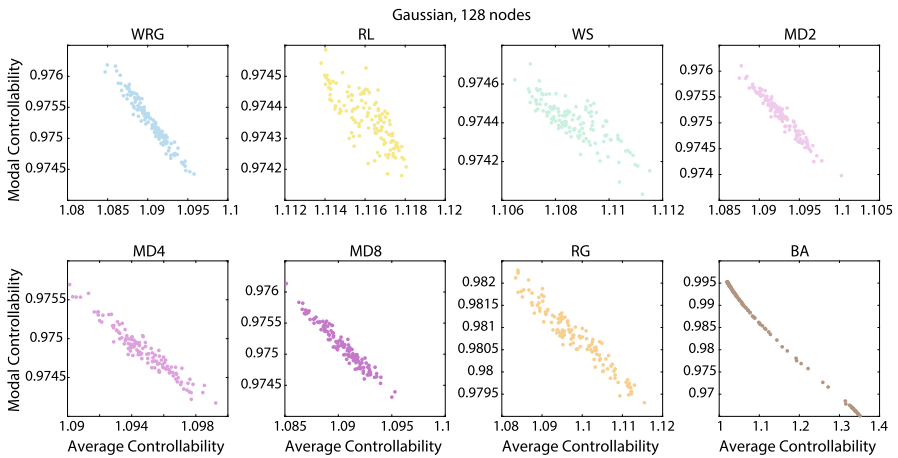 Gaussian, 128 nodes
WRG RL WS MD2
Modal Controllability
0.976
0.9755
0.975
0.9745
1.08 1.085 1.09 1.095 1.1
0.9745
0.9744
0.9743
0.9742
1.112 1.114 1.116 1.118 1.12
0.9746
0.9744
0.9742
1.106 1.108 1.11 1.112
0.976
0.9755
0.975
0.9745
0.974
1.085 1.09 1.095 1.1 1.105
MD4 MD8 RG BA
Modal Controllability
0.9755
0.975
0.9745
1.09 1.094 1.098
Average Controllability
0.976
0.9755
0.975
0.9745
1.085 1.09 1.095 1.1
Average Controllability
0.982
0.9815
0.981
0.9805
0.98
0.9795
1.08 1.09 1.1 1.11 1.12
Average Controllability
0.995
0.99
0.985
0.98
0.975
0.97
1 1.1 1.2 1.3 1.4
Average Controllability